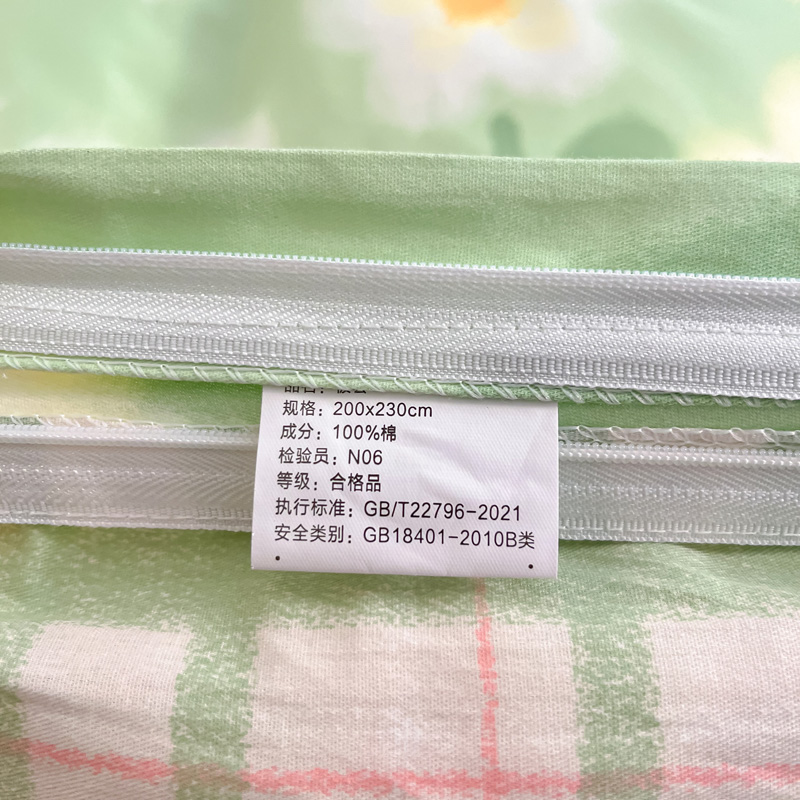 规格：200x230cm
成分：100%棉
检验员：N06
等级：合格品
执行标准：GB/T22796-2021
安全类别：GB18401-2010B类